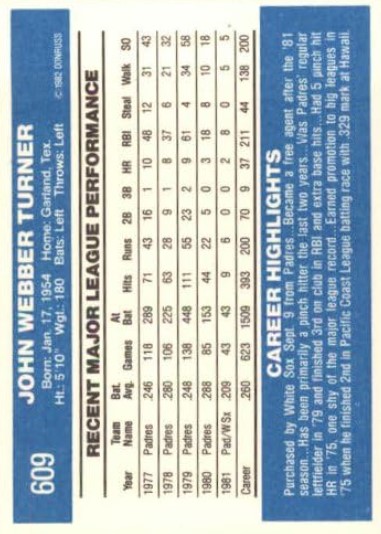 609
JOHN WEBBER TURNER
Born: Jan 17, 1954 Home: Garland, Tex.
Ht.: 5'10" Wgt.: 180 Bats: Left Throws: Left
© 1982 DONRUSS
RECENT MAJOR LEAGUE PERFORMANCE
Year Team Name Bat. Avg. Games At Bat Hits Runs 2B 3B HR RBI Steal Walk SO
1977 Padres .246 118 289 71 43 16 1 10 48 12 31 43
1978 Padres .280 106 225 63 28 9 1 8 37 6 21 32
1979 Padres .248 138 448 111 55 23 2 9 61 4 34 58
1980 Padres .288 85 153 44 22 5 0 3 18 8 10 18
1981 Pad/WSx .209 43 43 9 6 0 0 2 8 0 5 5
Career .260 623 1509 393 200 70 9 37 211 44 138 200
CAREER HIGHLIGHTS
Purchased by White Sox Sept. 9 from Padres...Became a free agent after the '81
season...Has been primarily a pinch hitter the last two years...Was Padres' regular
leftfielder in '79 and finished 3rd on club in RBI and extra base hits...Had 5 pinch hit
HR in '75, one shy of the major league record...Earned promotion to big leagues in
'75 when he finished 2nd in Pacific Coast League batting race with .329 mark at Hawaii.